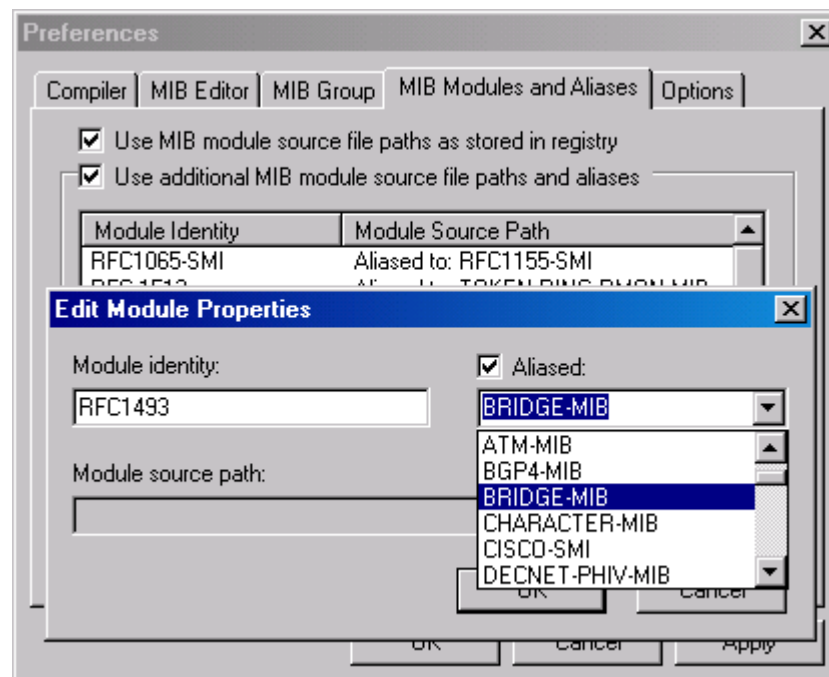 Preferences
Compiler MIB Editor MIB Group MIB Modules and Aliases Options
Use MIB module source file paths as stored in registry
Use additional MIB module source file paths and aliases
Module Identity Module Source Path
RFC1065-SMI Aliased to: RFC1155-SMI
Edit Module Properties
Module identity: Aliased:
RFC1493 BRIDGE-MIB
ATM-MIB
BGP4-MIB
Module source path:
BRIDGE-MIB
CHARACTER-MIB
CISCO-SMI
DECNET-PHIV-MIB
OK Cancel
OK Cancel Apply